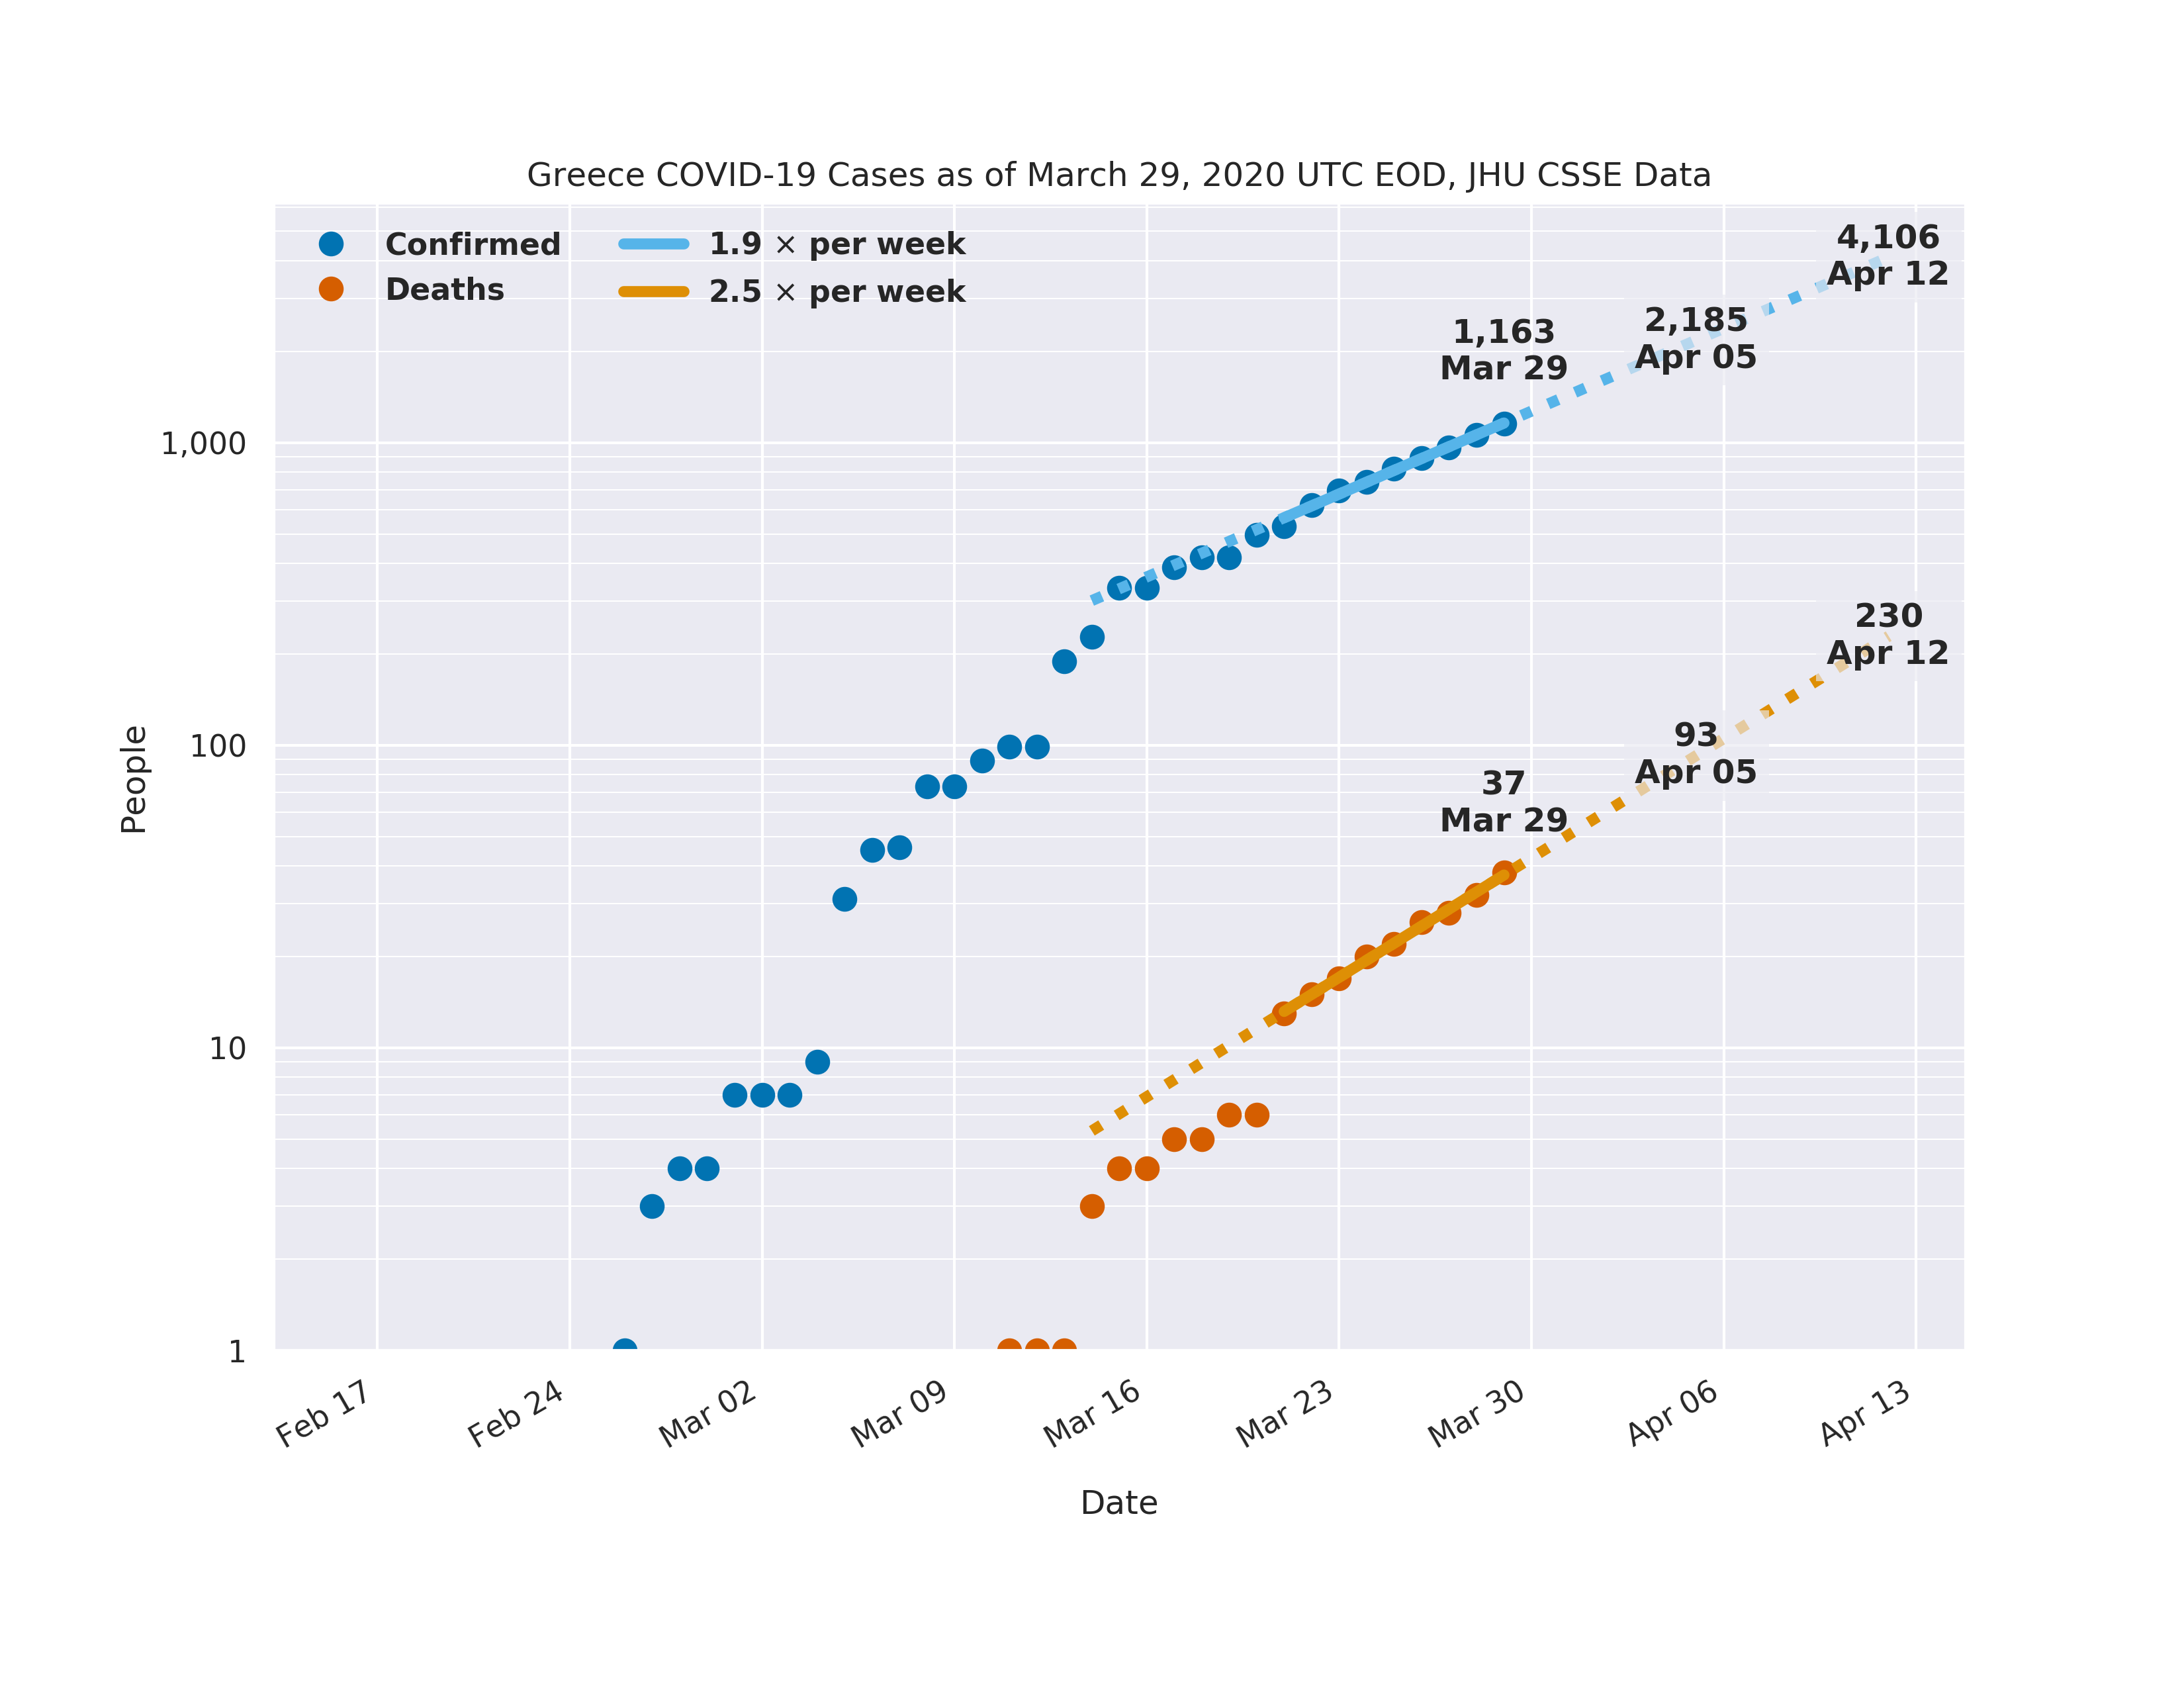 Greece COVID-19 Cases as of March 29, 2020 UTC EOD, JHU CSSE Data
Confirmed
Deaths
1.9 × per week
2.5 × per week
4,106
Apr 12
2,185
Apr 05
1,163
Mar 29
230
Apr 12
93
Apr 05
37
Mar 29
People
1,000
100
10
1
Feb 17
Feb 24
Mar 02
Mar 09
Mar 16
Mar 23
Mar 30
Apr 06
Apr 13
Date